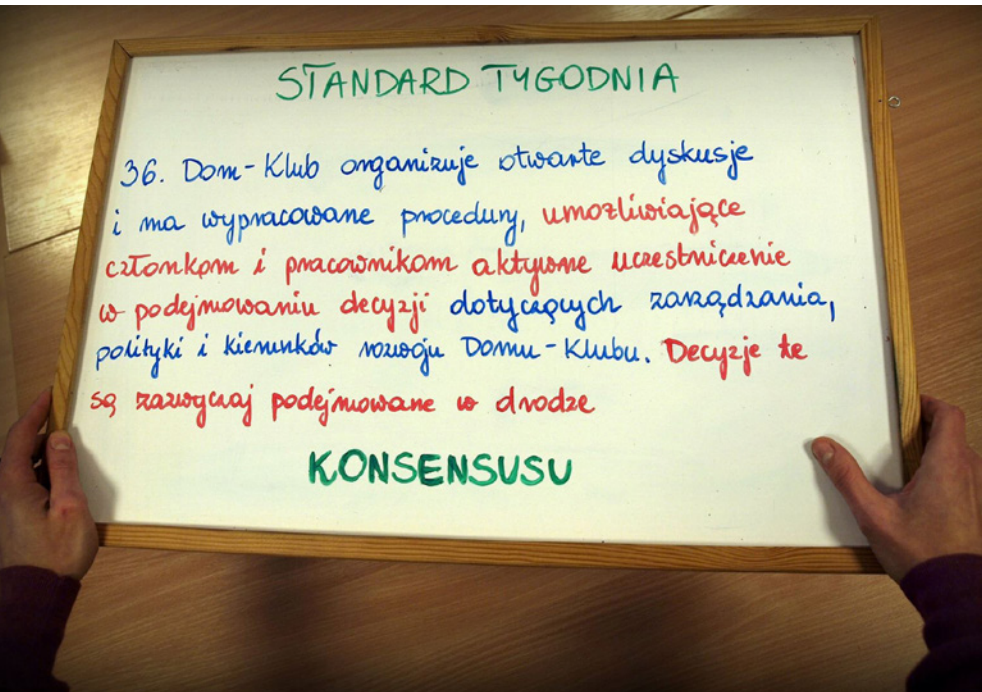 STANDARD TYGODNIA
36. Dom-Klub organizuje otwarte dyskusje
i ma wypracowane procedury, umożliwiające
członkom i pracownikom aktywne uczestniczenie
w podejmowaniu decyzji dotyczących zarządzania,
polityki i kierunków rozwoju Domu-Klubu. Decyzje te
są zazwyczaj podejmowane w drodze
KONSENSUSU